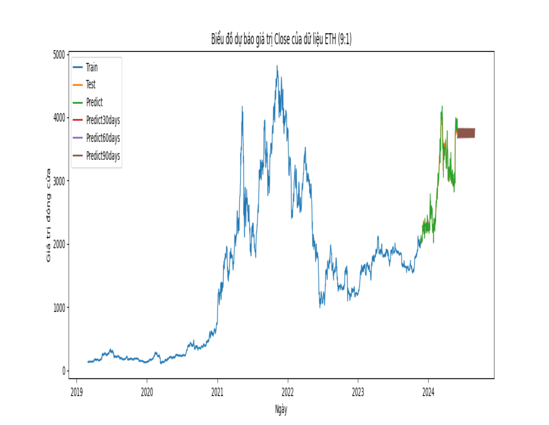 Biểu đồ dự báo giá trị Close của dữ liệu ETH (9:1)
Train
Test
Predict
Predict30days
Predict60days
Predict90days
Giá trị đóng cửa
5000
4000
3000
2000
1000
0
2019
2020
2021
2022
2023
2024
Ngày